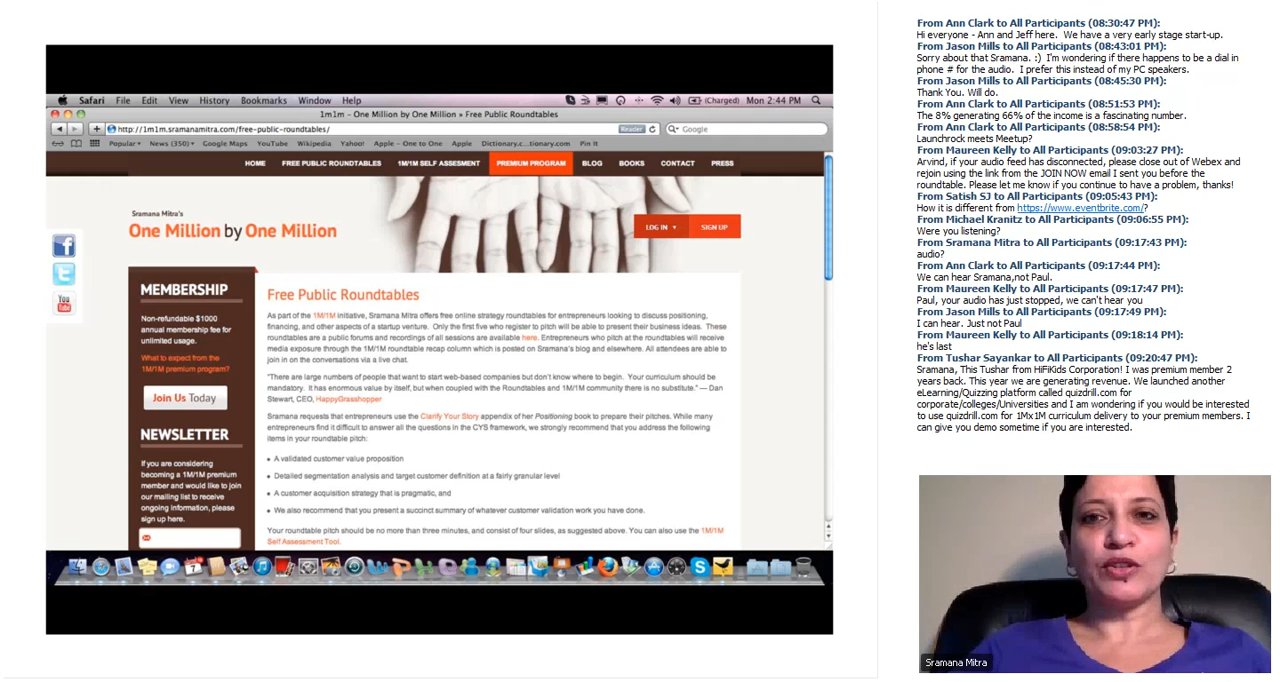 Safari File Edit View History Bookmarks Window Help (Charged) Mon 2:44 PM
1m1m - One Million by One Million » Free Public Roundtables
http://1m1m.sramanamitra.com/free-public-roundtables/ Reader Google
Popular News (350) Google Maps YouTube Wikipedia Yahoo! Apple - One to One Apple Dictionary.c...tionary.com Pin It
HOME FREE PUBLIC ROUNDTABLES 1M/1M SELF ASSESMENT PREMIUM PROGRAM BLOG BOOKS CONTACT PRESS
Sramana Mitra's
One Million by One Million
LOG IN SIGN UP
MEMBERSHIP
Non-refundable $1000
annual membership fee for
unlimited usage.
What to expect from the
1M/1M premium program?
Join Us Today
NEWSLETTER
If you are considering
becoming a 1M/1M premium
member and would like to join
our mailing list to receive
ongoing information, please
sign up here.
Free Public Roundtables
As part of the 1M/1M initiative, Sramana Mitra offers free online strategy roundtables for entrepreneurs looking to discuss positioning,
financing, and other aspects of a startup venture. Only the first five who register to pitch will be able to present their business ideas. These
roundtables are a public forums and recordings of all sessions are available here. Entrepreneurs who pitch at the roundtables will receive
media exposure through the 1M/1M roundtable recap column which is posted on Sramana's blog and elsewhere. All attendees are able to
join in on the conversations via a live chat.
"There are large numbers of people that want to start web-based companies but don't know where to begin. Your curriculum should be
mandatory. It has enormous value by itself, but when coupled with the Roundtables and 1M/1M community there is no substitute." — Dan
Stewart, CEO, HappyGrasshopper
Sramana requests that entrepreneurs use the Clarify Your Story appendix of her Positioning book to prepare their pitches. While many
entrepreneurs find it difficult to answer all the questions in the CYS framework, we strongly recommend that you address the following
items in your roundtable pitch:
• A validated customer value proposition
• Detailed segmentation analysis and target customer definition at a fairly granular level
• A customer acquisition strategy that is pragmatic, and
• We also recommend that you present a succinct summary of whatever customer validation work you have done.
Your roundtable pitch should be no more than three minutes, and consist of four slides, as suggested above. You can also use the 1M/1M
Self Assessment Tool.
From Ann Clark to All Participants (08:30:47 PM):
Hi everyone - Ann and Jeff here. We have a very early stage start-up.
From Jason Mills to All Participants (08:43:01 PM):
Sorry about that Sramana. :) I'm wondering if there happens to be a dial in
phone # for the audio. I prefer this instead of my PC speakers.
From Jason Mills to All Participants (08:45:30 PM):
Thank You. Will do.
From Ann Clark to All Participants (08:51:53 PM):
The 8% generating 66% of the income is a fascinating number.
From Ann Clark to All Participants (08:58:54 PM):
Launchrock meets Meetup?
From Maureen Kelly to All Participants (09:03:27 PM):
Arvind, if your audio feed has disconnected, please close out of Webex and
rejoin using the link from the JOIN NOW email I sent you before the
roundtable. Please let me know if you continue to have a problem, thanks!
From Satish SJ to All Participants (09:05:43 PM):
How it is different from https://www.eventbrite.com/?
From Michael Kranitz to All Participants (09:06:55 PM):
Were you listening?
From Sramana Mitra to All Participants (09:17:43 PM):
audio?
From Ann Clark to All Participants (09:17:44 PM):
We can hear Sramana,not Paul.
From Maureen Kelly to All Participants (09:17:47 PM):
Paul, your audio has just stopped, we can't hear you
From Jason Mills to All Participants (09:17:49 PM):
I can hear. Just not Paul
From Maureen Kelly to All Participants (09:18:14 PM):
he's last
From Tushar Sayankar to All Participants (09:20:47 PM):
Sramana, This Tushar from HiFiKids Corporation! I was premium member 2
years back. This year we are generating revenue. We launched another
eLearning/Quizzing platform called quizdrill.com for
corporate/colleges/Universities and I am wondering if you would be interested
to use quizdrill.com for 1Mx1M curriculum delivery to your premium members. I
can give you demo sometime if you are interested.
Sramana Mitra